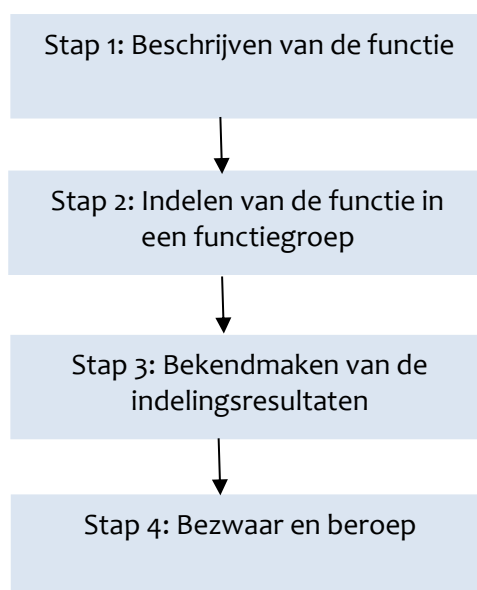 Stap 1: Beschrijven van de functie
Stap 2: Indelen van de functie in
een functiegroep
Stap 3: Bekendmaken van de
indelingsresultaten
Stap 4: Bezwaar en beroep